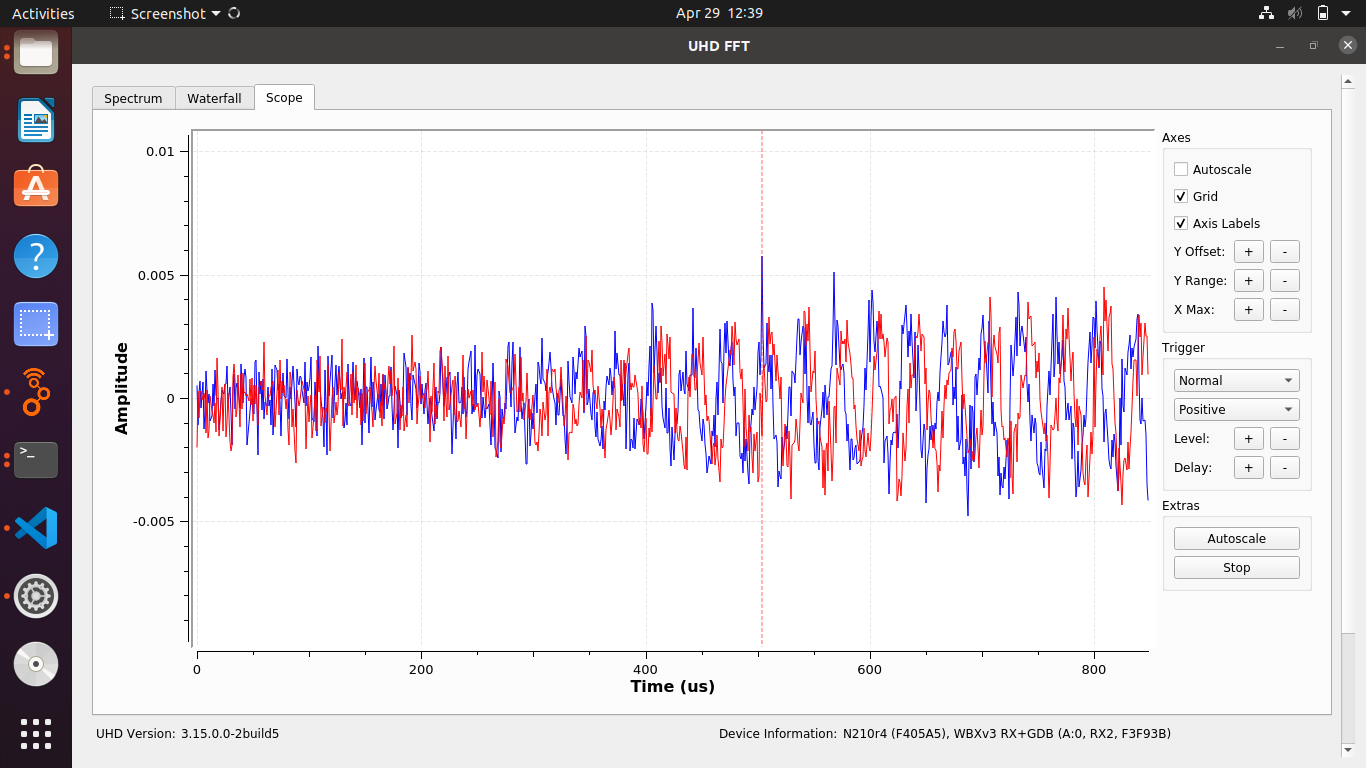 Activities Screenshot Apr 29 12:39
UHD FFT
Spectrum Waterfall Scope
0.01
0.005
0
-0.005
Amplitude
0 200 400 600 800
Time (us)
Axes
Autoscale
Grid
Axis Labels
Y Offset: + -
Y Range: + -
X Max: + -
Trigger
Normal
Positive
Level: + -
Delay: + -
Extras
Autoscale
Stop
UHD Version: 3.15.0.0-2build5 Device Information: N210r4 (F405A5), WBXv3 RX+GDB (A:0, RX2, F3F93B)